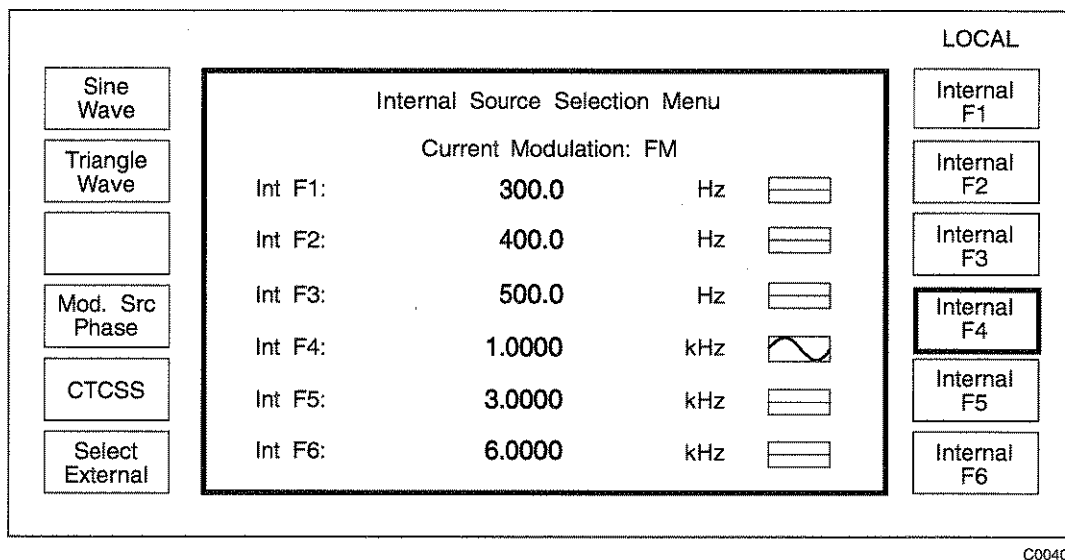 LOCAL
Sine
Wave
Triangle
Wave
Mod. Src
Phase
CTCSS
Select
External
Internal Source Selection Menu
Current Modulation: FM
Int F1: 300.0 Hz
Int F2: 400.0 Hz
Int F3: 500.0 Hz
Int F4: 1.0000 kHz
Int F5: 3.0000 kHz
Int F6: 6.0000 kHz
Internal
F1
Internal
F2
Internal
F3
Internal
F4
Internal
F5
Internal
F6
C0040